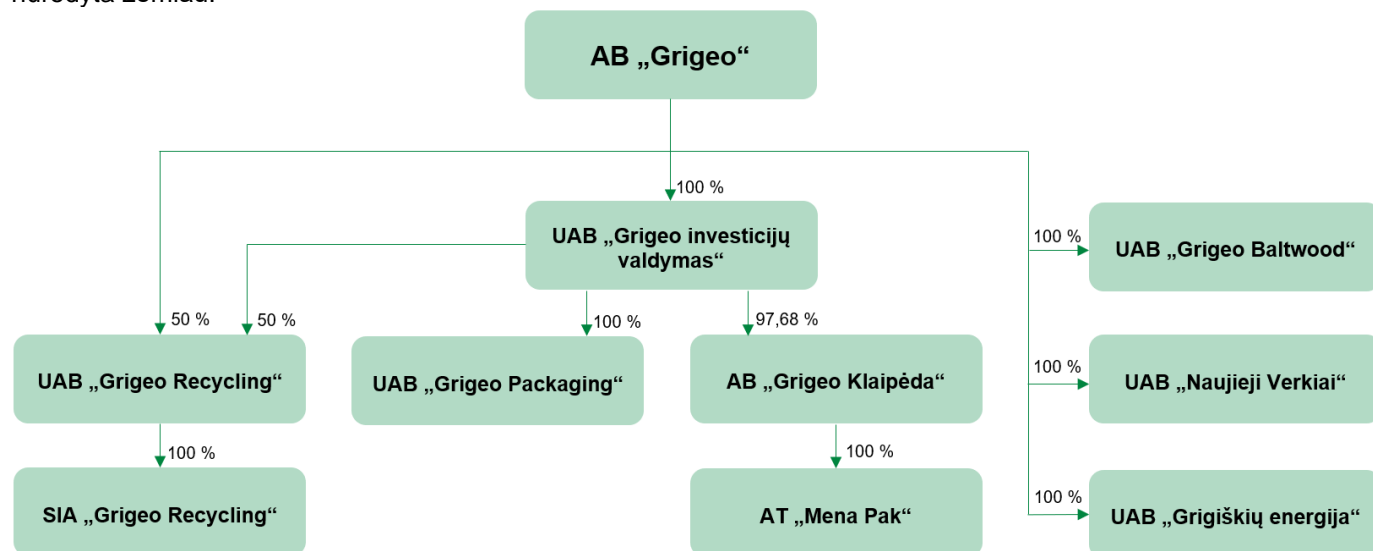 nurodyta žemiau.
AB „Grigeo“
100 %
UAB „Grigeo investicijų
valdymas“
100 %
UAB „Grigeo Baltwood“
50 %
50 %
100 %
97,68 %
UAB „Grigeo Recycling“
UAB „Grigeo Packaging“
AB „Grigeo Klaipėda“
100 %
UAB „Naujieji Verkiai“
100 %
100 %
SIA „Grigeo Recycling“
AT „Mena Pak“
100 %
UAB „Grigiškių energija“